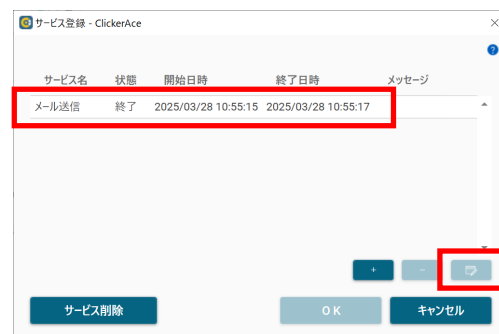 サービス登録 - ClickerAce
サービス名 状態 開始日時 終了日時 メッセージ
メール送信 終了 2025/03/28 10:55:15 2025/03/28 10:55:17
+ -
サービス削除 OK キャンセル